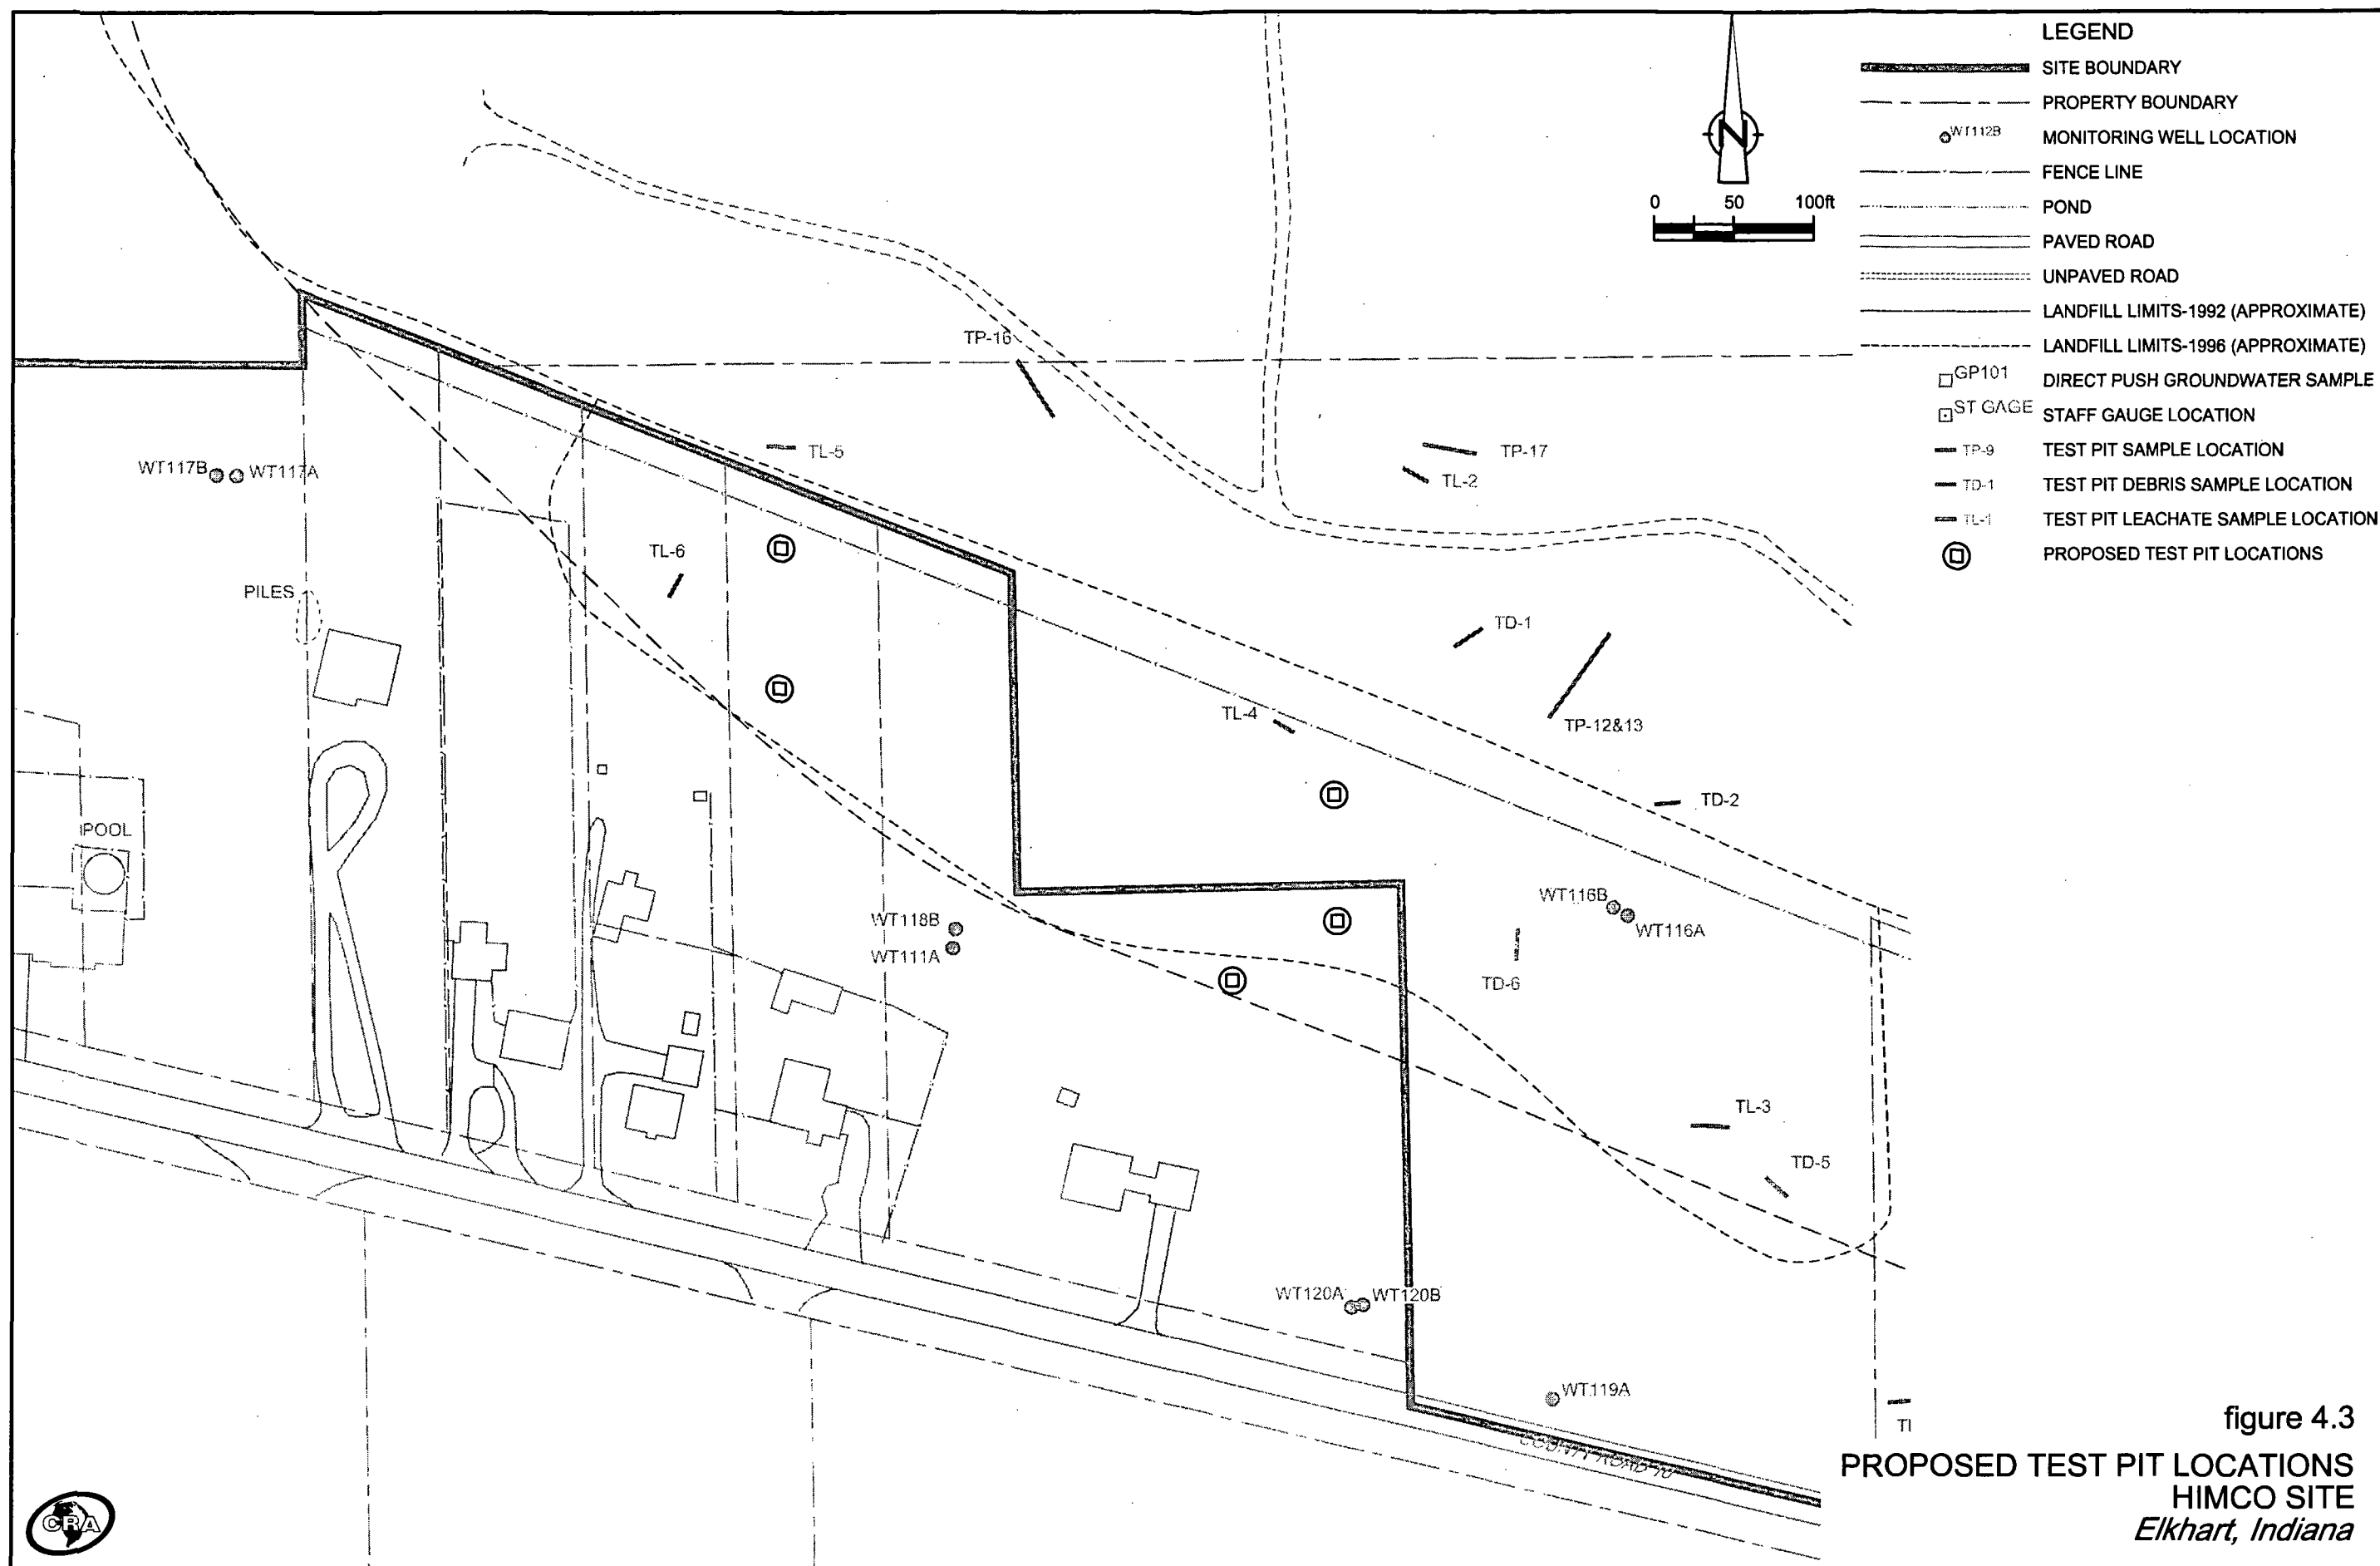 LEGEND
SITE BOUNDARY
PROPERTY BOUNDARY
WT112B MONITORING WELL LOCATION
FENCE LINE
POND
PAVED ROAD
UNPAVED ROAD
LANDFILL LIMITS-1992 (APPROXIMATE)
LANDFILL LIMITS-1996 (APPROXIMATE)
GP101 DIRECT PUSH GROUNDWATER SAMPLE
ST GAGE STAFF GAUGE LOCATION
TP-9 TEST PIT SAMPLE LOCATION
TD-1 TEST PIT DEBRIS SAMPLE LOCATION
TL-1 TEST PIT LEACHATE SAMPLE LOCATION
PROPOSED TEST PIT LOCATIONS
N
0 50 100ft
TP-16
TL-5
TP-17
TL-2
WT117B WT117A
TL-6
PILES
TD-1
TL-4
TP-12&13
TD-2
POOL
WT116B
WT116A
WT118B
WT111A
TD-6
TL-3
TD-5
WT120A WT120B
WT119A
COUNTY ROAD 10
figure 4.3
PROPOSED TEST PIT LOCATIONS
HIMCO SITE
Elkhart, Indiana
CRA